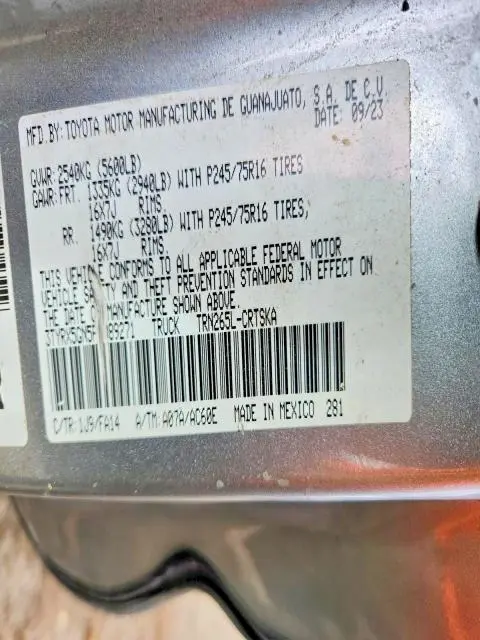 MFD.BY:TOYOTA MOTOR MANUFACTURING DE GUANAJUATO, S.A. DE C.V.
DATE: 09/23
GVWR:2540KG (5600LB)
GAWR:FRT. 1335KG (2940LB) WITH P245/75R16 TIRES
16X7J RIMS,
RR. 1490KG (3280LB) WITH P245/75R16 TIRES,
16X7J RIMS,
THIS VEHICLE CONFORMS TO ALL APPLICABLE FEDERAL MOTOR
VEHICLE SAFETY AND THEFT PREVENTION STANDARDS IN EFFECT ON
THE DATE OF MANUFACTURE SHOWN ABOVE.
TRUCK TRN265L-CRTSKA
C/TR:1J9/FA14 A/TM:A07A/AC60E MADE IN MEXICO 281